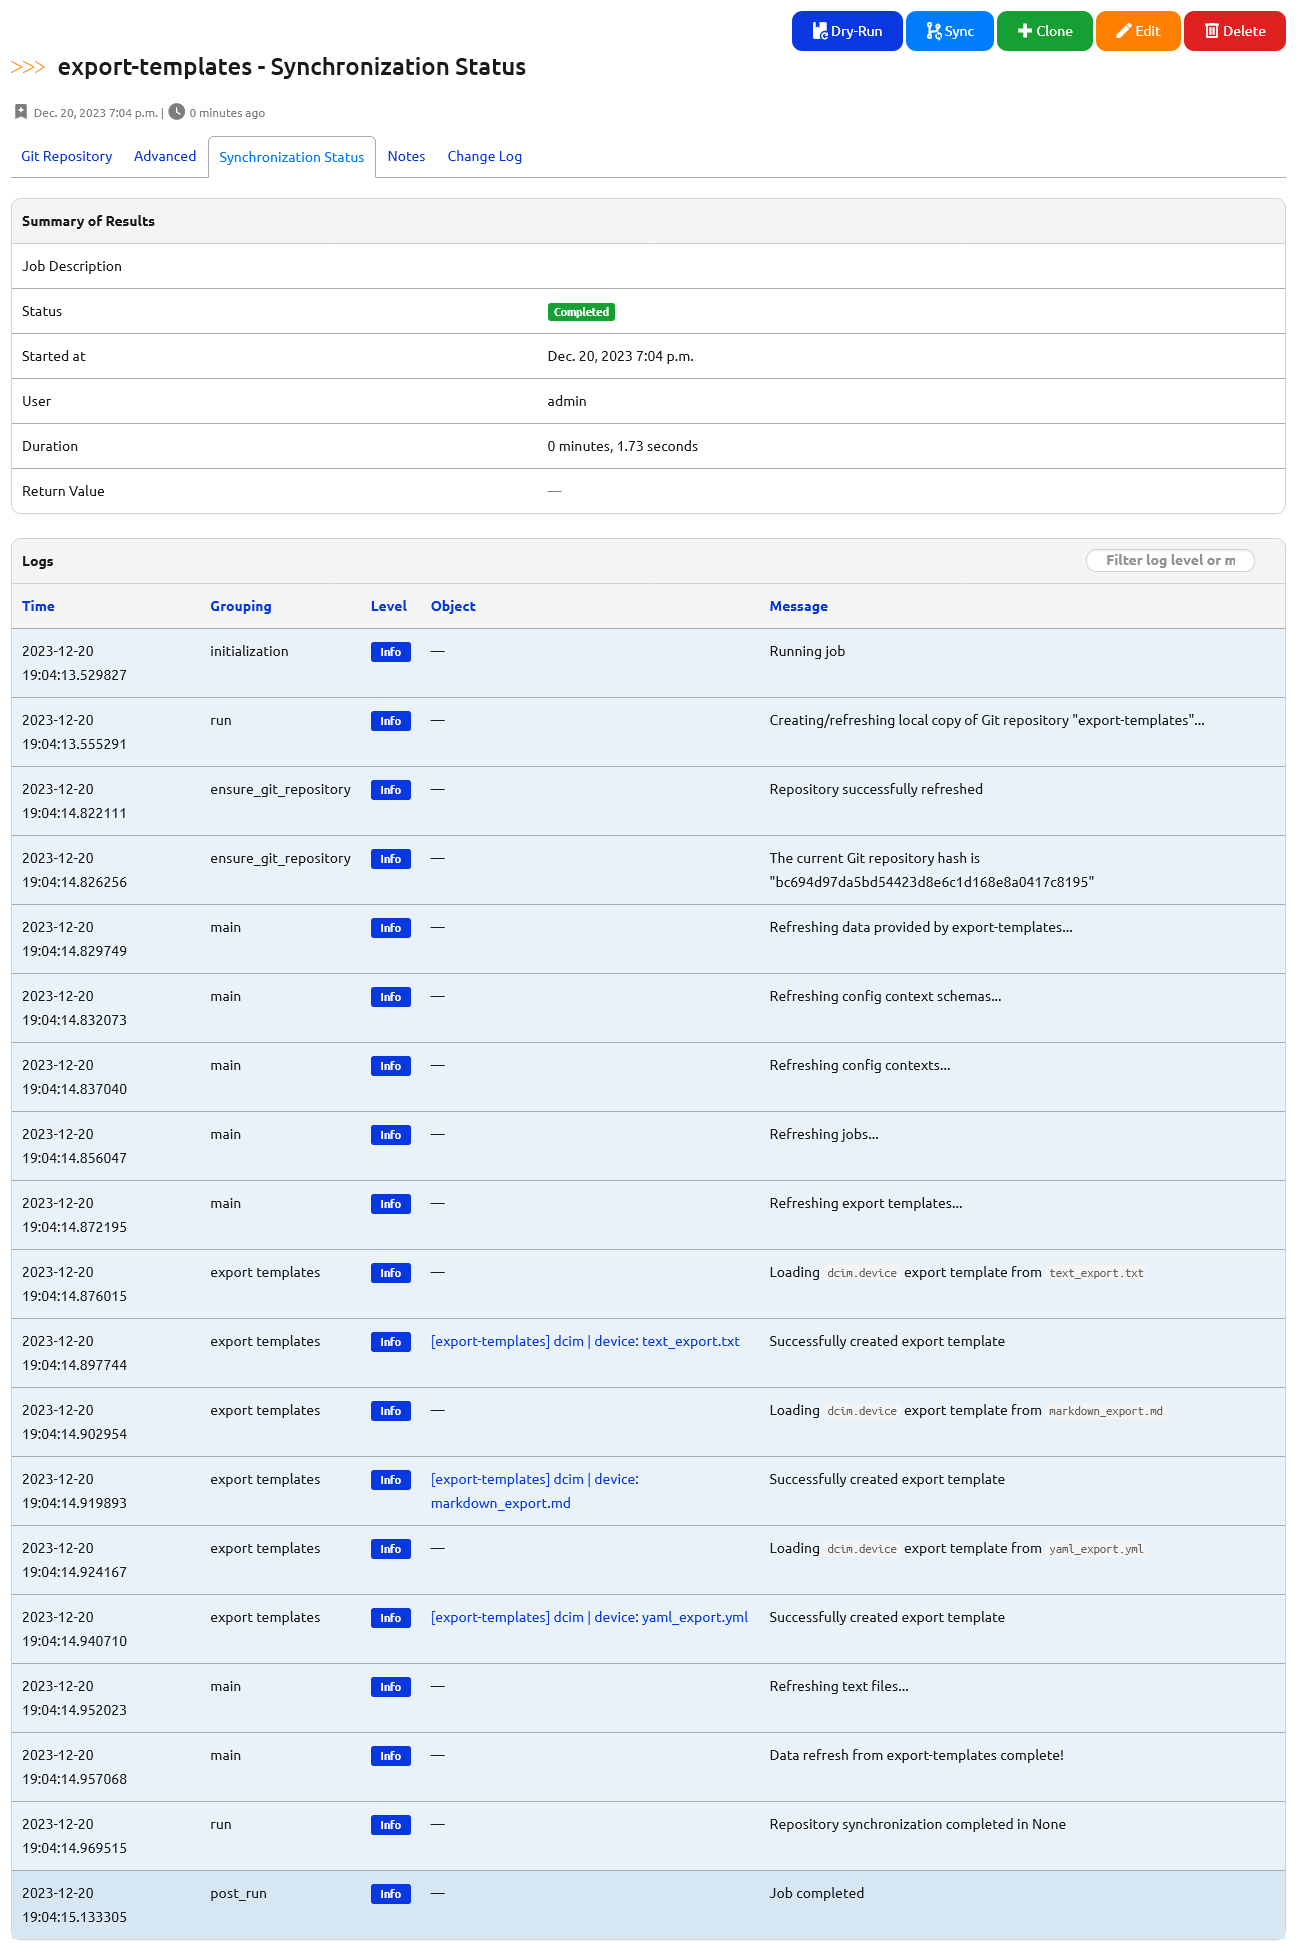 Dry-Run Sync Clone Edit Delete
>>> export-templates - Synchronization Status
Dec. 20, 2023 7:04 p.m. | 0 minutes ago
Git Repository Advanced Synchronization Status Notes Change Log
Summary of Results
Job Description
Status Completed
Started at Dec. 20, 2023 7:04 p.m.
User admin
Duration 0 minutes, 1.73 seconds
Return Value —
Logs Filter log level or m
Time Grouping Level Object Message
2023-12-20 initialization Info — Running job
19:04:13.529827
2023-12-20 run Info — Creating/refreshing local copy of Git repository "export-templates"...
19:04:13.555291
2023-12-20 ensure_git_repository Info — Repository successfully refreshed
19:04:14.822111
2023-12-20 ensure_git_repository Info — The current Git repository hash is
19:04:14.826256 "bc694d97da5bd54423d8e6c1d168e8a0417c8195"
2023-12-20 main Info — Refreshing data provided by export-templates...
19:04:14.829749
2023-12-20 main Info — Refreshing config context schemas...
19:04:14.832073
2023-12-20 main Info — Refreshing config contexts...
19:04:14.837040
2023-12-20 main Info — Refreshing jobs...
19:04:14.856047
2023-12-20 main Info — Refreshing export templates...
19:04:14.872195
2023-12-20 export templates Info — Loading dcim.device export template from text_export.txt
19:04:14.876015
2023-12-20 export templates Info [export-templates] dcim | device: text_export.txt Successfully created export template
19:04:14.897744
2023-12-20 export templates Info — Loading dcim.device export template from markdown_export.md
19:04:14.902954
2023-12-20 export templates Info [export-templates] dcim | device: Successfully created export template
19:04:14.919893 markdown_export.md
2023-12-20 export templates Info — Loading dcim.device export template from yaml_export.yml
19:04:14.924167
2023-12-20 export templates Info [export-templates] dcim | device: yaml_export.yml Successfully created export template
19:04:14.940710
2023-12-20 main Info — Refreshing text files...
19:04:14.952023
2023-12-20 main Info — Data refresh from export-templates complete!
19:04:14.957068
2023-12-20 run Info — Repository synchronization completed in None
19:04:14.969515
2023-12-20 post_run Info — Job completed
19:04:15.133305